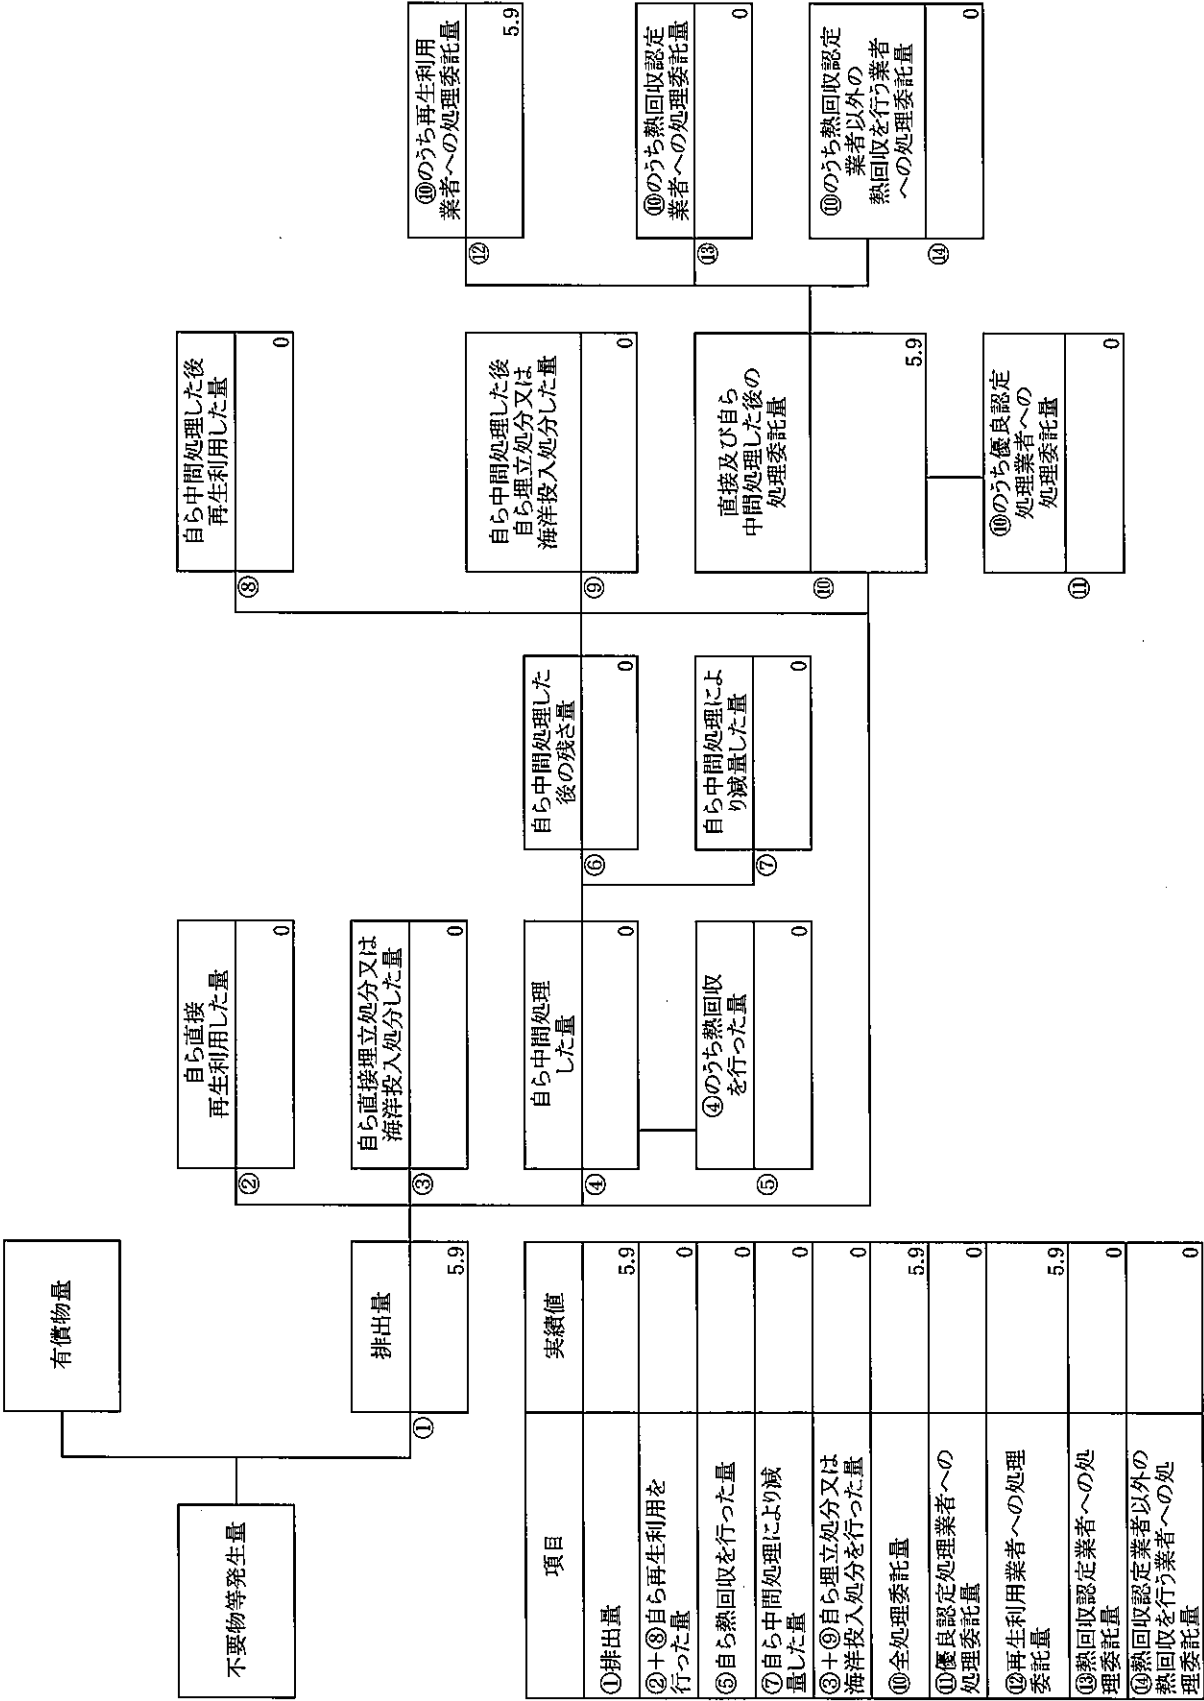 不要物等発生量
有償物量
排出量
①
5.9
自ら直接
再生利用した量
②
0
自ら直接埋立処分又は
海洋投入処分した量
③
0
自ら中間処理
した量
④
0
④のうち熱回収
を行った量
⑤
0
自ら中間処理した
後の残さ量
⑥
0
自ら中間処理によ
り減量した量
⑦
0
自ら中間処理した後
再生利用した量
⑧
0
自ら中間処理した後
自ら埋立処分又は
海洋投入処分した量
⑨
0
直接及び自ら
中間処理した後の
処理委託量
⑩
5.9
⑩のうち優良認定
処理業者への
処理委託量
⑪
0
⑩のうち再生利用
業者への処理委託量
⑫
5.9
⑩のうち熱回収認定
業者への処理委託量
⑬
0
⑩のうち熱回収認定
業者以外の
熱回収を行う業者
への処理委託量
⑭
0
項目 実績値
①排出量 5.9
②+⑧自ら再生利用を
行った量 0
⑤自ら熱回収を行った量 0
⑦自ら中間処理により減
量した量 0
③+⑨自ら埋立処分又は
海洋投入処分を行った量 0
⑩全処理委託量 5.9
⑪優良認定処理業者への
処理委託量 0
⑫再生利用業者への処理
委託量 5.9
⑬熱回収認定業者への処
理委託量 0
⑭熱回収認定業者以外の
熱回収を行う業者への処
理委託量 0